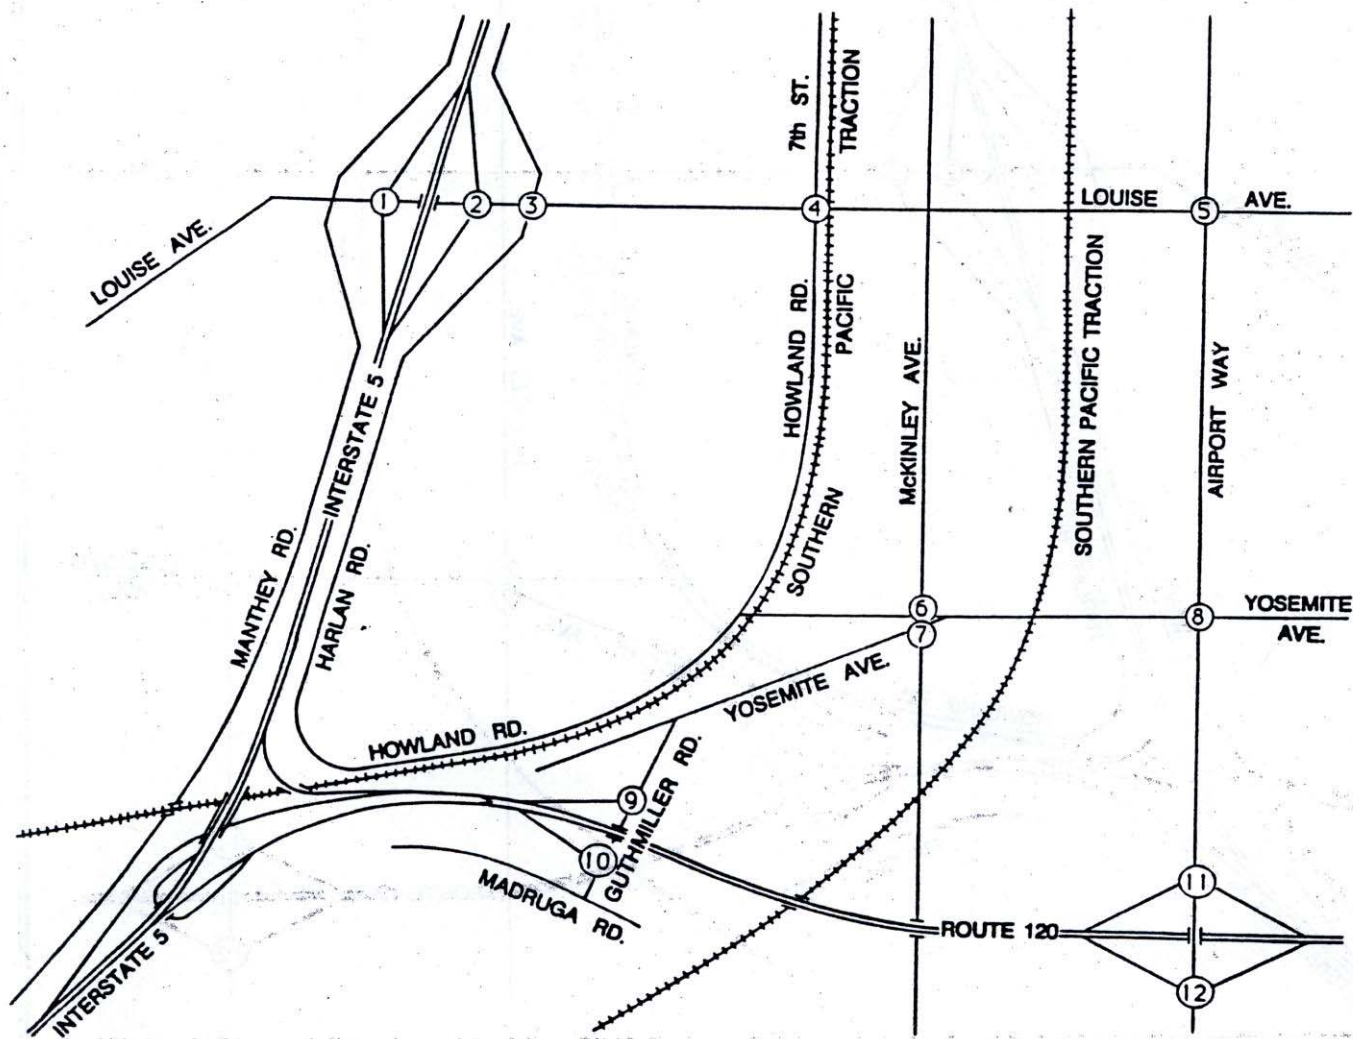 7th ST.
TRACTION
1
2
3
4
LOUISE
5
AVE.
LOUISE AVE.
HOWLAND RD.
PACIFIC
SOUTHERN PACIFIC TRACTION
McKINLEY AVE.
AIRPORT WAY
INTERSTATE 5
SOUTHERN
MANTHEY RD.
HARLAN RD.
6
7
8
YOSEMITE
AVE.
YOSEMITE AVE.
HOWLAND RD.
GUTHMILLER RD.
9
10
MADRUGA RD.
11
ROUTE 120
12
INTERSTATE 5